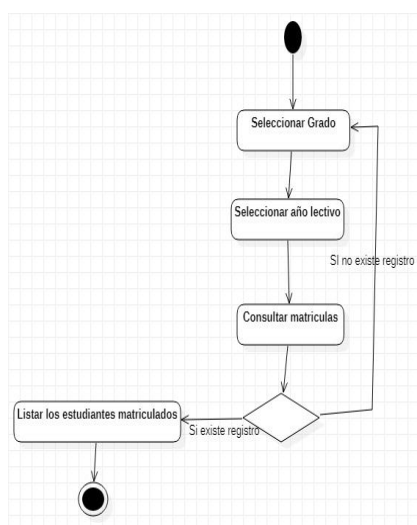 Seleccionar Grado
Seleccionar año lectivo
SI no existe registro
Consultar matriculas
Listar los estudiantes matriculados
Si existe registro